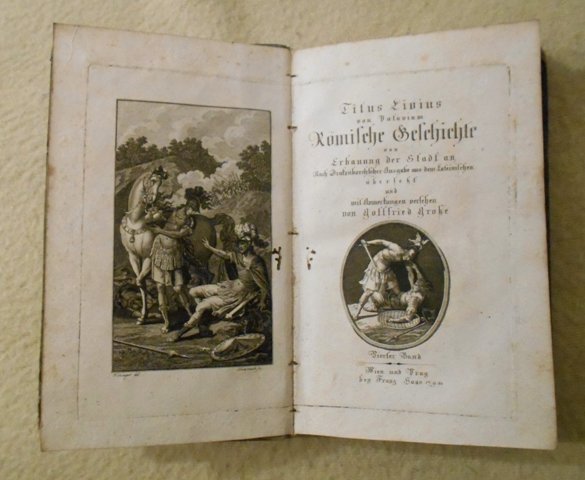 Titus Livius
von Patavium
Römische Geschichte
von
Erbauung der Stadt an
Nach Drakenborchischer Ausgabe aus dem Lateinischen
übersetzt
und
mit Anmerkungen versehen
von Gottfried Große
Vierter Band
Wien und Prag
bey Franz Haas